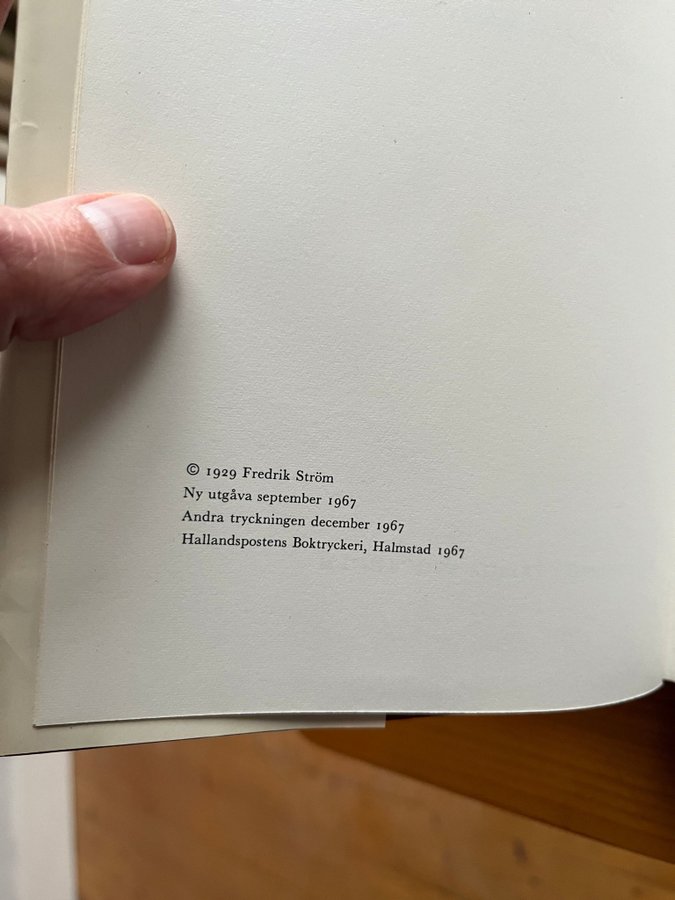 © 1929 Fredrik Ström
Ny utgåva september 1967
Andra tryckningen december 1967
Hallandspostens Boktryckeri, Halmstad 1967